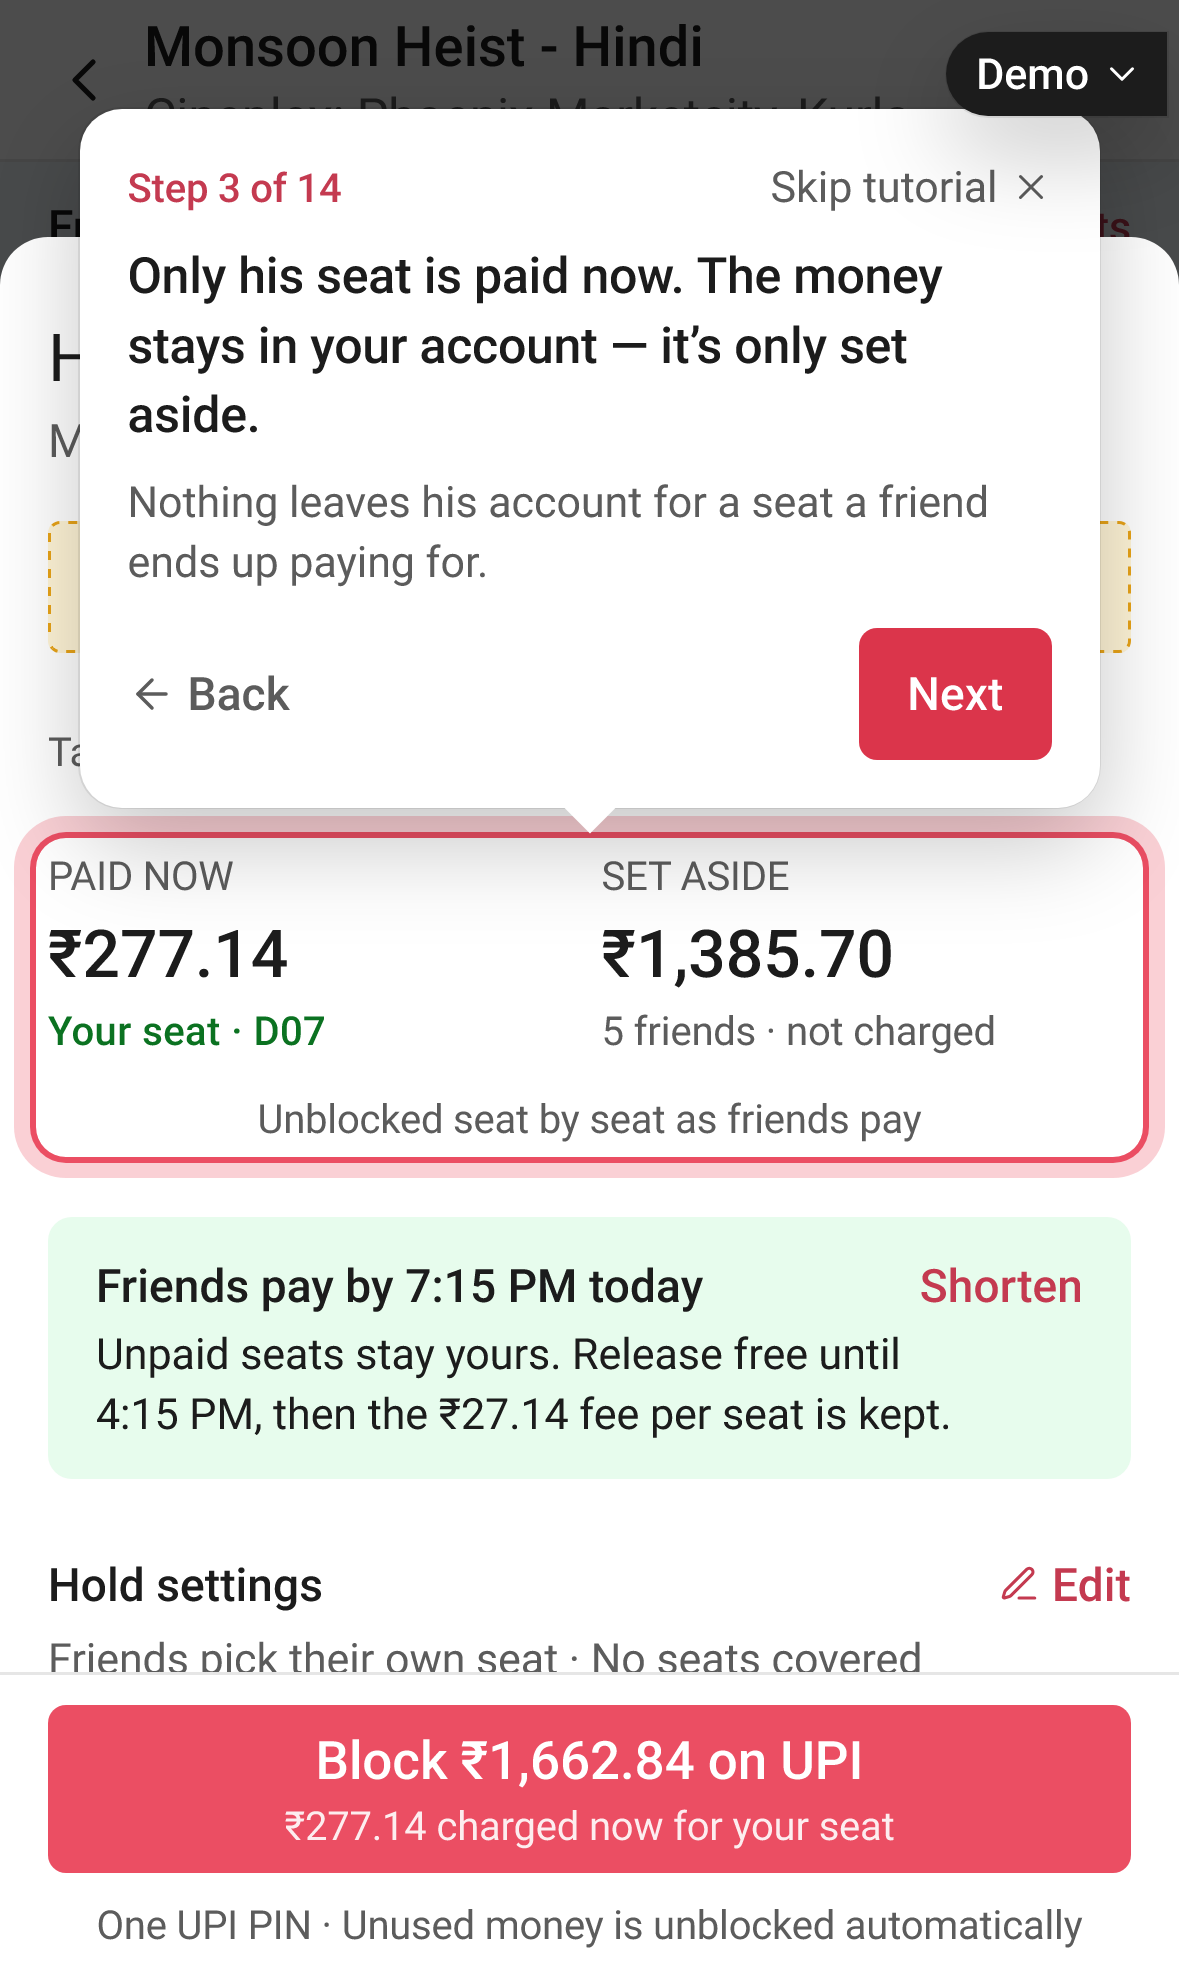 Monsoon Heist - Hindi
Demo
Step 3 of 14
Skip tutorial
Only his seat is paid now. The money
stays in your account — it’s only set
aside.
Nothing leaves his account for a seat a friend
ends up paying for.
Back
Next
PAID NOW
₹277.14
Your seat · D07
SET ASIDE
₹1,385.70
5 friends · not charged
Unblocked seat by seat as friends pay
Friends pay by 7:15 PM today
Shorten
Unpaid seats stay yours. Release free until
4:15 PM, then the ₹27.14 fee per seat is kept.
Hold settings
Edit
Friends pick their own seat · No seats covered
Block ₹1,662.84 on UPI
₹277.14 charged now for your seat
One UPI PIN · Unused money is unblocked automatically